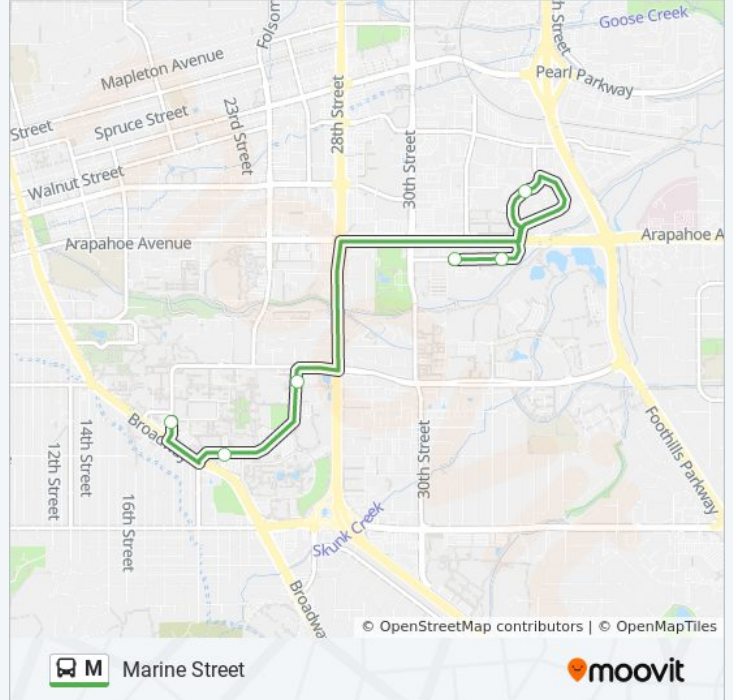 h Street
Goose Creek
Folsom
Mapleton Avenue
Pearl Parkway
28th Street
Spruce Street
23rd Street
Street
30th Street
Walnut Street
Arapahoe Avenue
Arapahoe A
Broadway
14th Street
12th Street
16th Street
30th Street
Foothills Parkway
Skunk Creek
Broadwa
© OpenStreetMap contributors | © OpenMapTiles
M Marine Street
moovit